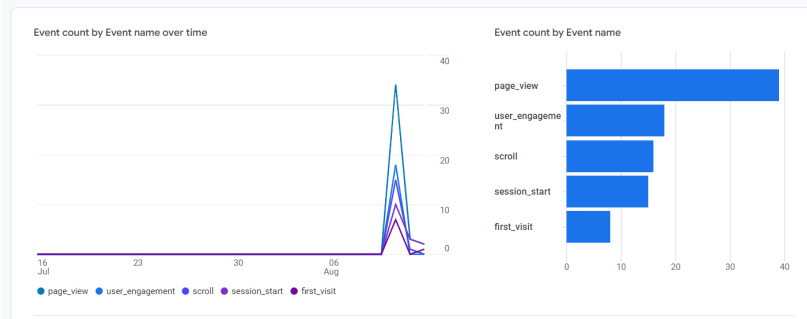 Event count by Event name over time
40
30
20
10
0
16
Jul
23
30
06
Aug
page_view
user_engagement
scroll
session_start
first_visit
Event count by Event name
page_view
user_engageme
nt
scroll
session_start
first_visit
0
10
20
30
40